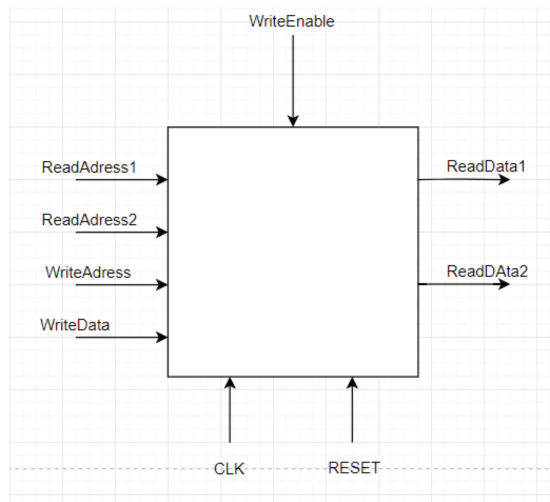 WriteEnable
ReadAdress1
ReadData1
ReadAdress2
WriteAdress
ReadDAta2
WriteData
CLK
RESET